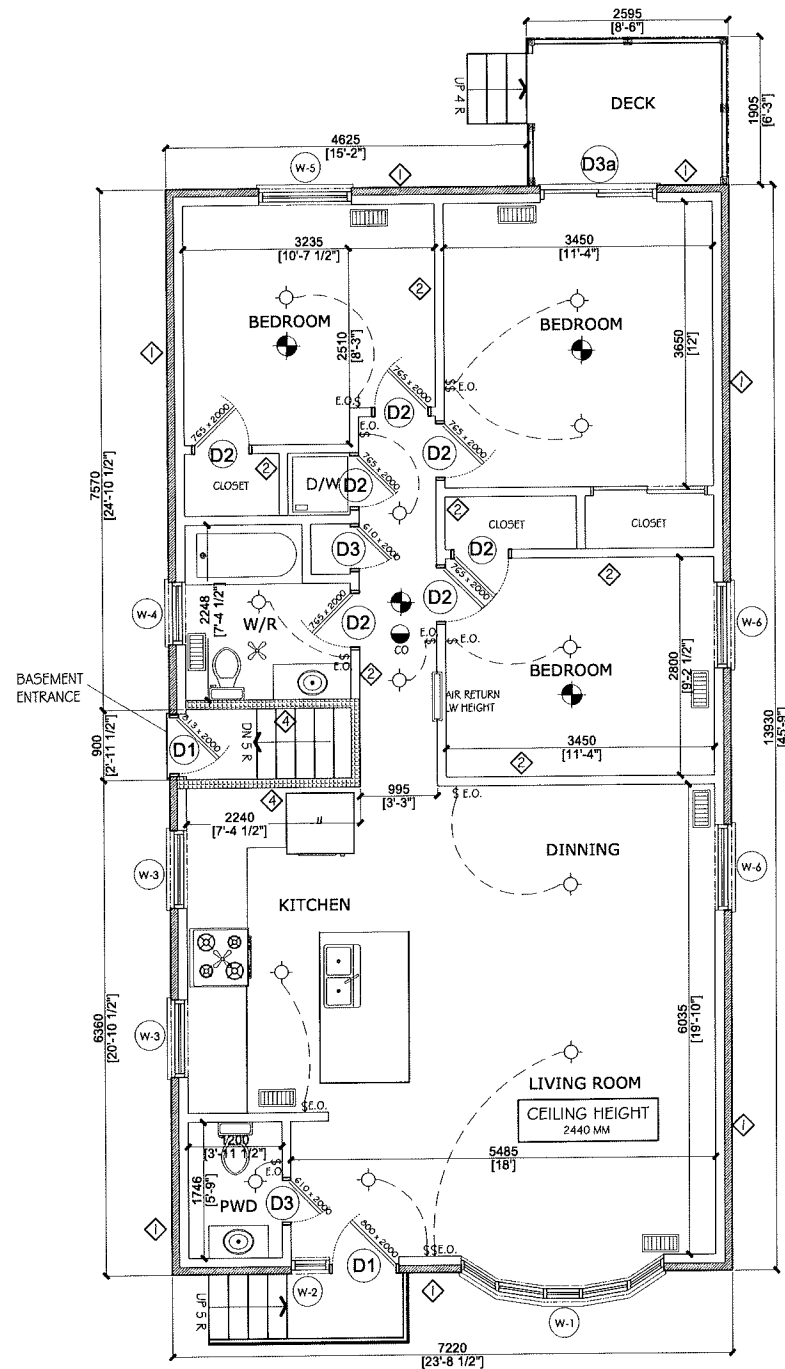 2595
[8'-6"]
UP 4 R
DECK
1905
[6'-3"]
4625
[15'-2"]
W-5
1
D3a
1
3235
[10'-7 1/2"]
3450
[11'-4"]
2
BEDROOM
2510
[8'-3"]
BEDROOM
3650
[12']
1
1
E.O.$
765 x 2000
$
$ E.O.
765 x 2000
D2
E.O.
$
765 x 2000
D2
2
CLOSET
D/W
765 x 2000
D2
D2
7570
[24'-10 1/2"]
2
CLOSET
CLOSET
610 x 2000
D3
D2
765 x 2000
2
W-4
2248
[7'-4 1/2"]
W/R
765 x 2000
D2
CO
D2
E.O.
$
$
E.O.
$ E.O.
BEDROOM
2800
[9'-2 1/2"]
W-6
BASEMENT
ENTRANCE
2
AIR RETURN
LW HEIGHT
900
[2'-11 1/2"]
813 x 2000
D1
DN 5 R
4
3450
[11'-4"]
13930
[45'-9"]
2
4
2240
[7'-4 1/2"]
995
[3'-3"]
$ E.O.
DINNING
W-3
W-6
KITCHEN
6360
[20'-10 1/2"]
W-3
6035
[19'-10"]
LIVING ROOM
CEILING HEIGHT
2440 MM
$E.O.
1200
[3'-11 1/2"]
1746
[5'-9"]
5485
[18']
1
$
E.O.
PWD
D3
610 x 2000
1
800 x 2000
$$E.O.
D1
W-2
1
W-1
UP 5 R
7220
[23'-8 1/2"]